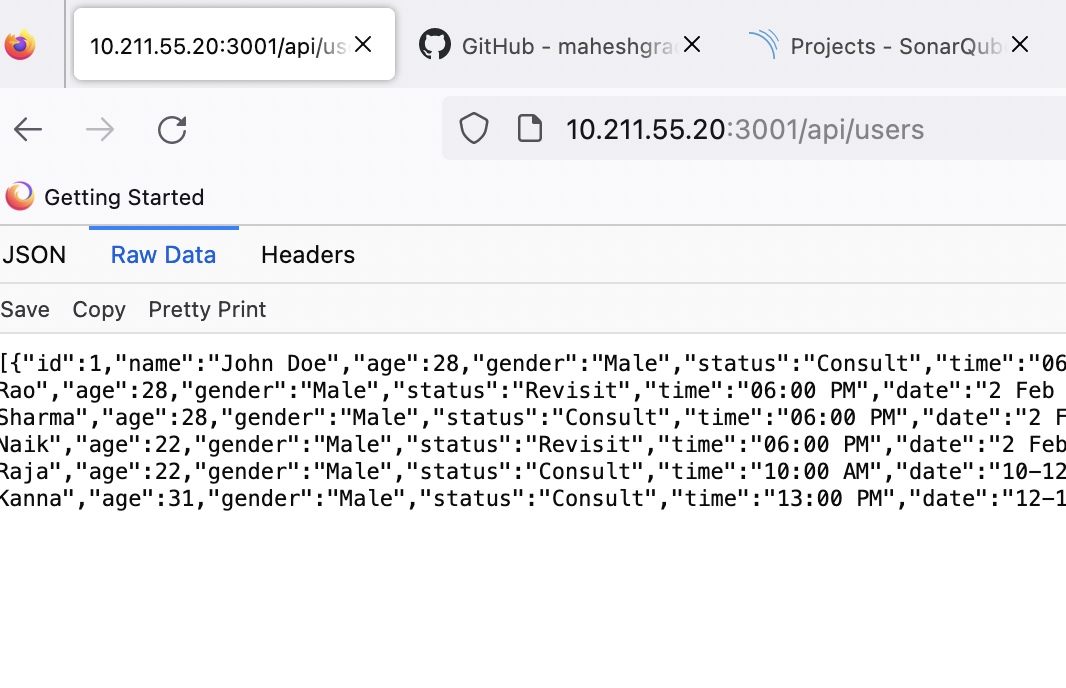 10.211.55.20:3001/api/us
GitHub - maheshgra
Projects - SonarQub
10.211.55.20:3001/api/users
Getting Started
JSON Raw Data Headers
Save Copy Pretty Print
[{"id":1,"name":"John Doe","age":28,"gender":"Male","status":"Consult","time":"06
Rao","age":28,"gender":"Male","status":"Revisit","time":"06:00 PM","date":"2 Feb
Sharma","age":28,"gender":"Male","status":"Consult","time":"06:00 PM","date":"2 F
Naik","age":22,"gender":"Male","status":"Revisit","time":"06:00 PM","date":"2 Feb
Raja","age":22,"gender":"Male","status":"Consult","time":"10:00 AM","date":"10-12
Kanna","age":31,"gender":"Male","status":"Consult","time":"13:00 PM","date":"12-1